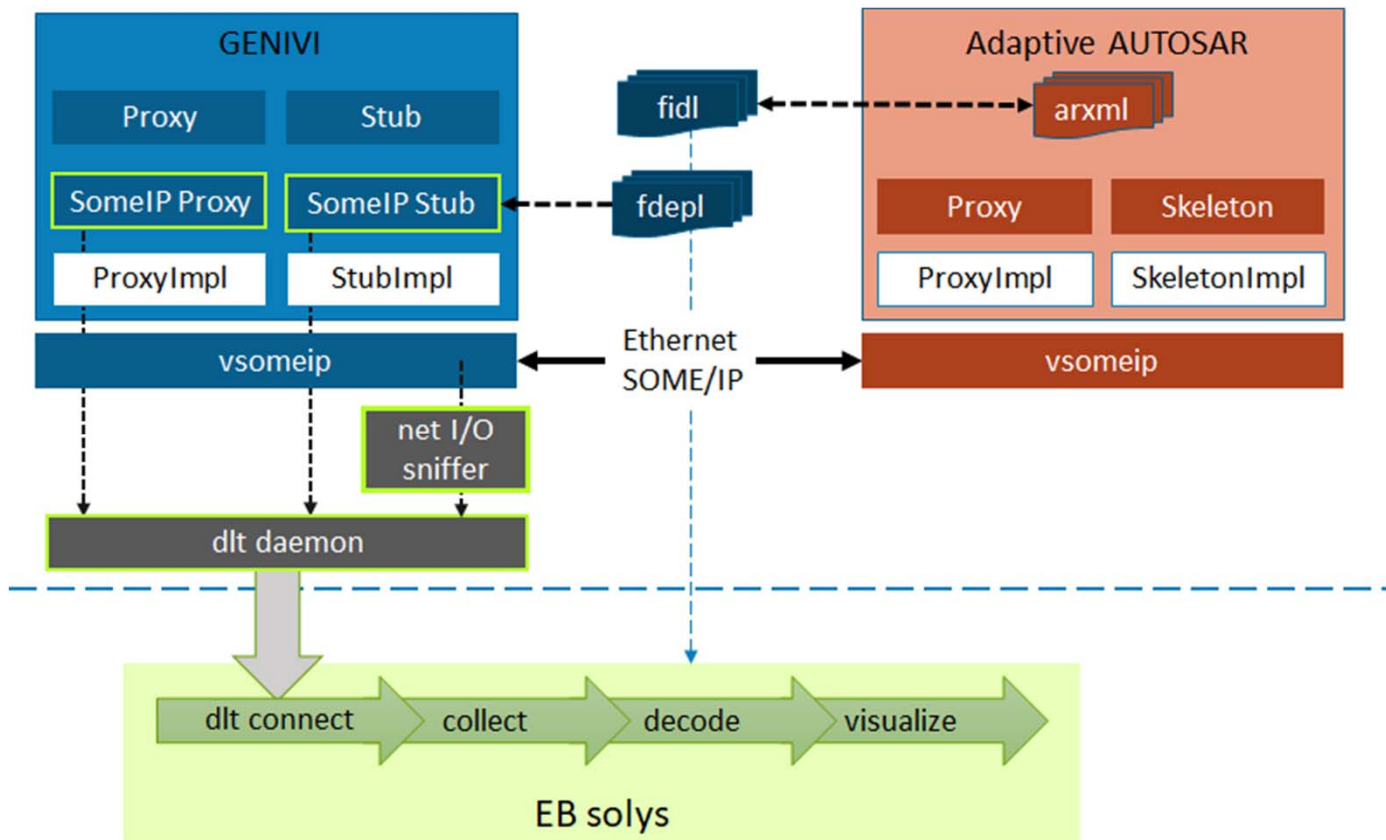 GENIVI
Adaptive AUTOSAR
Proxy
Stub
fidl
arxml
SomeIP Proxy
SomeIP Stub
fdepl
Proxy
Skeleton
ProxyImpl
StubImpl
ProxyImpl
SkeletonImpl
vsomeip
Ethernet
SOME/IP
vsomeip
net I/O
sniffer
dlt daemon
dlt connect
collect
decode
visualize
EB solys